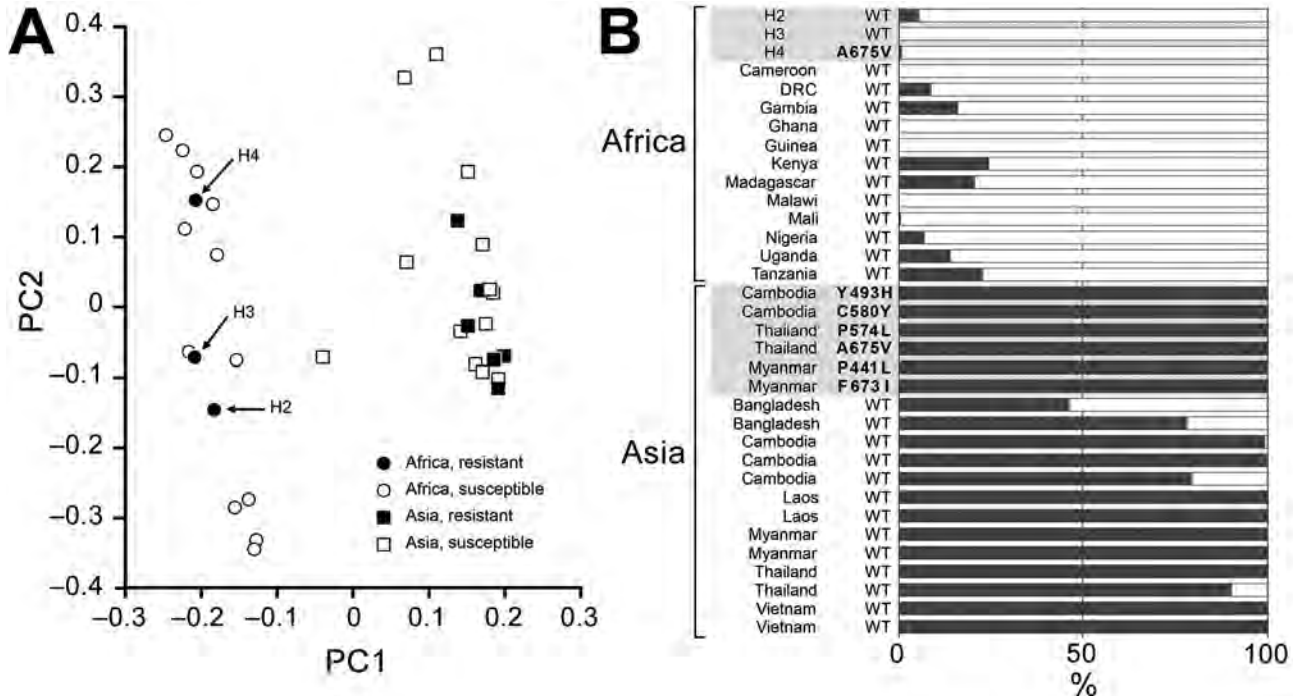 A
PC2
0.4
0.3
0.2
0.1
0
–0.1
–0.2
–0.3
–0.4
H4
H3
H2
Africa, resistant
Africa, susceptible
Asia, resistant
Asia, susceptible
–0.3 –0.2 –0.1 0 0.1 0.2 0.3
PC1
B
Africa
H2 WT
H3 WT
H4 A675V
Cameroon WT
DRC WT
Gambia WT
Ghana WT
Guinea WT
Kenya WT
Madagascar WT
Malawi WT
Mali WT
Nigeria WT
Uganda WT
Tanzania WT
Asia
Cambodia Y493H
Cambodia C580Y
Thailand P574L
Thailand A675V
Myanmar P441L
Myanmar F673I
Bangladesh WT
Bangladesh WT
Cambodia WT
Cambodia WT
Cambodia WT
Laos WT
Laos WT
Myanmar WT
Myanmar WT
Thailand WT
Thailand WT
Vietnam WT
Vietnam WT
0 50 100
%